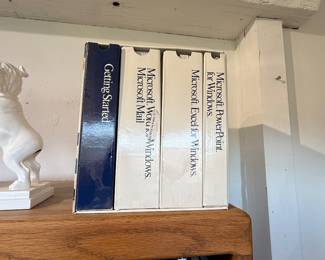 Getting Started
Microsoft Word for Windows.
Microsoft Mail
Microsoft Excel for Windows.
Microsoft PowerPoint
for Windows.